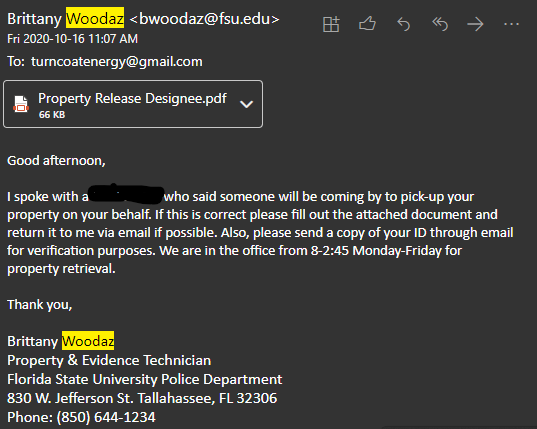 Brittany Woodaz <bwoodaz@fsu.edu>
Fri 2020-10-16 11:07 AM
To: turncoatenergy@gmail.com
Property Release Designee.pdf
66 KB
Good afternoon,
I spoke with a who said someone will be coming by to pick-up your
property on your behalf. If this is correct please fill out the attached document and
return it to me via email if possible. Also, please send a copy of your ID through email
for verification purposes. We are in the office from 8-2:45 Monday-Friday for
property retrieval.
Thank you,
Brittany Woodaz
Property & Evidence Technician
Florida State University Police Department
830 W. Jefferson St. Tallahassee, FL 32306
Phone: (850) 644-1234